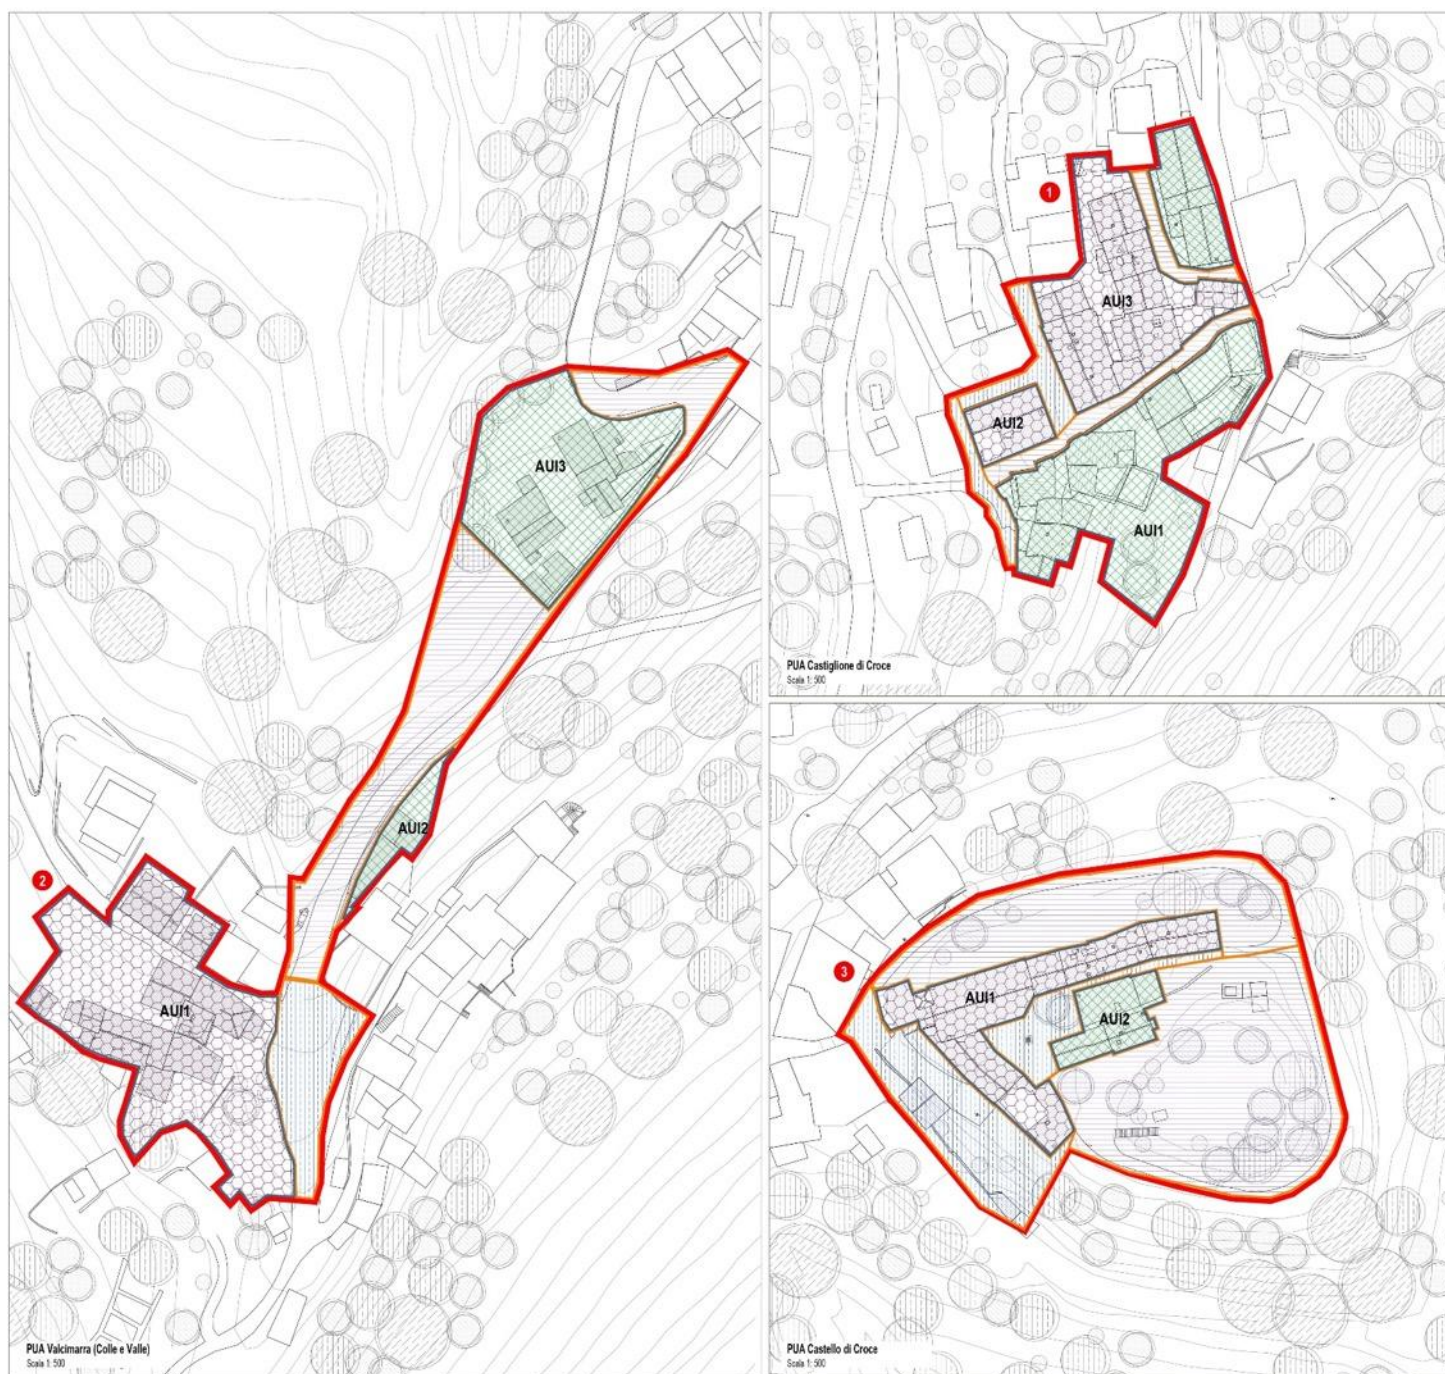 AUI3
AUI2
2
AUI1
PUA Valcimarra (Colle e Valle)
Scala 1: 500
1
AUI3
AUI2
AUI1
PUA Castiglione di Croce
Scala 1: 500
3
AUI1
AUI2
PUA Castello di Croce
Scala 1: 500